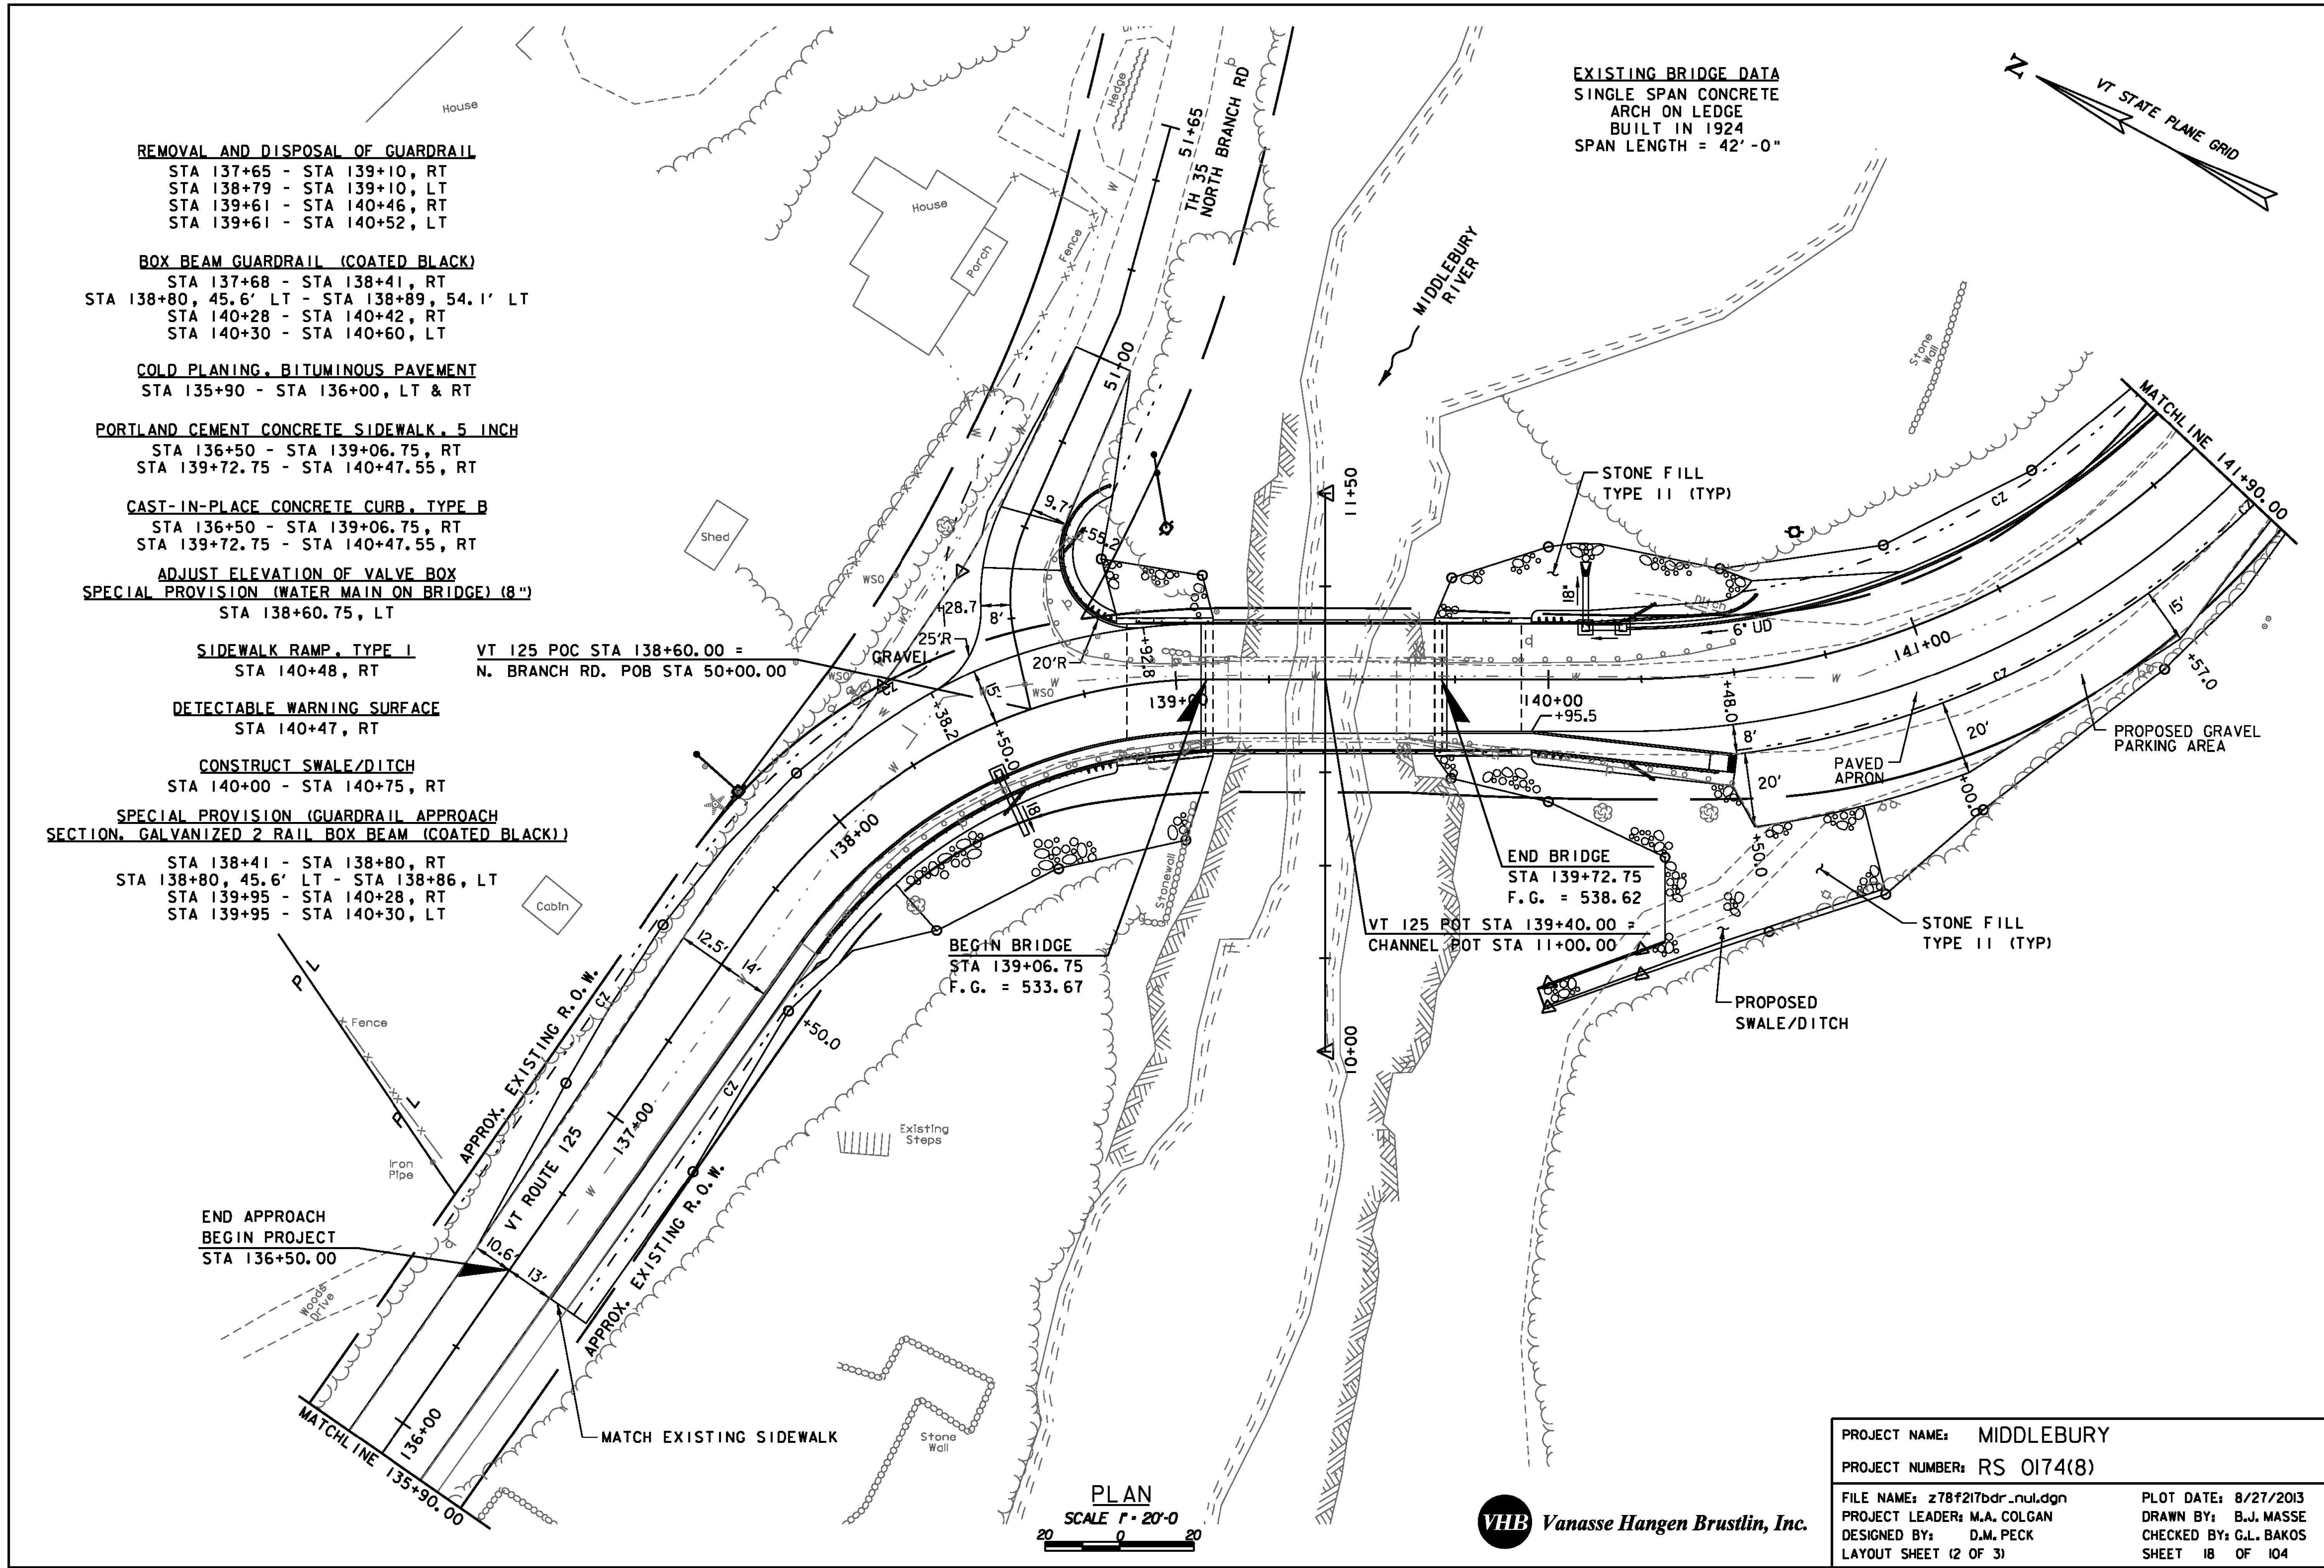 REMOVAL AND DISPOSAL OF GUARDRAIL
STA 137+65 - STA 139+10, RT
STA 138+79 - STA 139+10, LT
STA 139+61 - STA 140+46, RT
STA 139+61 - STA 140+52, LT
BOX BEAM GUARDRAIL (COATED BLACK)
STA 137+68 - STA 138+41, RT
STA 138+80, 45.6' LT - STA 138+89, 54.1' LT
STA 140+28 - STA 140+42, RT
STA 140+30 - STA 140+60, LT
COLD PLANING, BITUMINOUS PAVEMENT
STA 135+90 - STA 136+00, LT & RT
PORTLAND CEMENT CONCRETE SIDEWALK, 5 INCH
STA 136+50 - STA 139+06.75, RT
STA 139+72.75 - STA 140+47.55, RT
CAST-IN-PLACE CONCRETE CURB, TYPE B
STA 136+50 - STA 139+06.75, RT
STA 139+72.75 - STA 140+47.55, RT
ADJUST ELEVATION OF VALVE BOX
SPECIAL PROVISION (WATER MAIN ON BRIDGE) (8")
STA 138+60.75, LT
SIDEWALK RAMP, TYPE I
STA 140+48, RT
DETECTABLE WARNING SURFACE
STA 140+47, RT
CONSTRUCT SWALE/DITCH
STA 140+00 - STA 140+75, RT
SPECIAL PROVISION (GUARDRAIL APPROACH
SECTION, GALVANIZED 2 RAIL BOX BEAM (COATED BLACK))
STA 138+41 - STA 138+80, RT
STA 138+80, 45.6' LT - STA 138+86, LT
STA 139+95 - STA 140+28, RT
STA 139+95 - STA 140+30, LT
EXISTING BRIDGE DATA
SINGLE SPAN CONCRETE
ARCH ON LEDGE
BUILT IN 1924
SPAN LENGTH = 42'-0"
N
VT STATE PLANE GRID
House
Hedge
House
Porch
Fence
51+65
TH 35
NORTH BRANCH RD
51+00
MIDDLEBURY
RIVER
Stone
Wall
MATCHLINE 141+90.00
STONE FILL
TYPE II (TYP)
11+50
9.7'
+55.2
Shed
WSO
+28.7
8'
25'R
GRAVEL
20'R
+92.8
VT 125 POC STA 138+60.00 =
N. BRANCH RD. POB STA 50+00.00
WSO
CZ
WSO
15'
+38.2
+50.0
18"
139+00
140+00
+95.5
18"
Ditch
6" UD
141+00
CZ
15'
+57.0
CZ
+48.0
8'
20'
20'
+00.0
+50.0
PAVED
APRON
PROPOSED GRAVEL
PARKING AREA
138+00
Stonewall
12.5'
14'
Cabin
BEGIN BRIDGE
STA 139+06.75
F.G. = 533.67
END BRIDGE
STA 139+72.75
F.G. = 538.62
VT 125 POT STA 139+40.00 =
CHANNEL POT STA 11+00.00
STONE FILL
TYPE II (TYP)
PROPOSED
SWALE/DITCH
10+00
P L
Fence
P L
Iron
Pipe
APPROX. EXISTING R.O.W.
CZ
+50.0
CZ
Existing
Steps
VT ROUTE 125
137+00
APPROX. EXISTING R.O.W.
END APPROACH
BEGIN PROJECT
STA 136+50.00
10.6'
13'
Woods
Drive
136+00
MATCHLINE 135+90.00
MATCH EXISTING SIDEWALK
Stone
Wall
PLAN
SCALE 1" = 20'-0
20 0 20
VHB Vanasse Hangen Brustlin, Inc.
PROJECT NAME: MIDDLEBURY
PROJECT NUMBER: RS 0174(8)
FILE NAME: z78f217bdr_nu1.dgn PLOT DATE: 8/27/2013
PROJECT LEADER: M.A. COLGAN DRAWN BY: B.J. MASSE
DESIGNED BY: D.M. PECK CHECKED BY: G.L. BAKOS
LAYOUT SHEET (2 OF 3) SHEET 18 OF 104